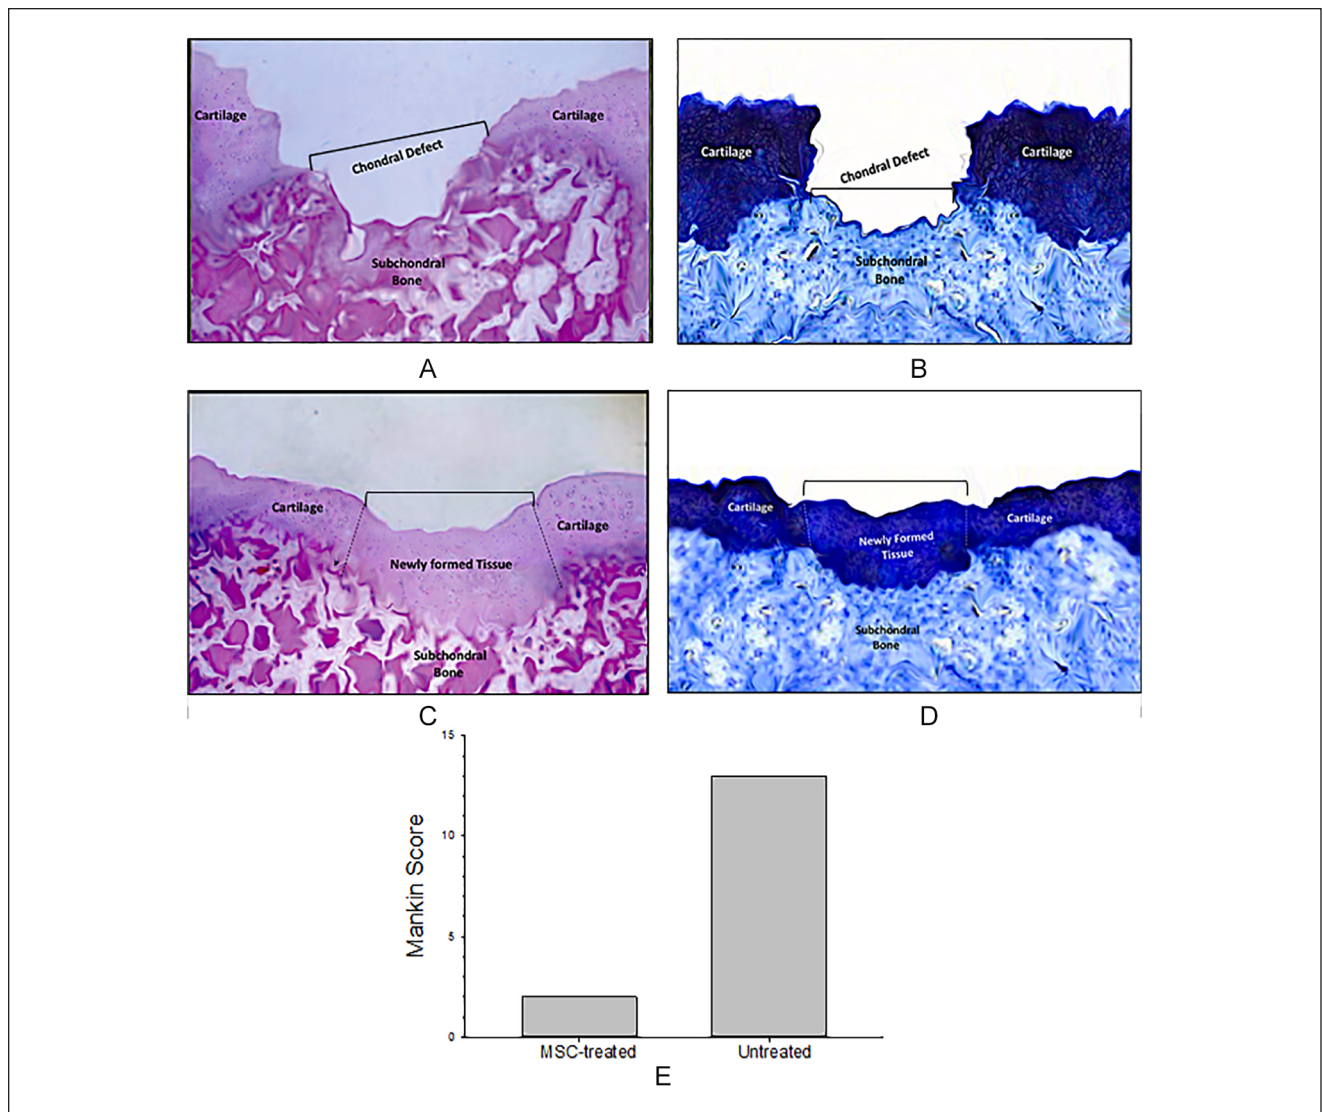 Cartilage
Cartilage
Chondral Defect
Subchondral
Bone
A
Cartilage
Cartilage
Chondral Defect
Subchondral
Bone
B
Cartilage
Cartilage
Newly formed Tissue
Subchondral
Bone
C
Cartilage
Cartilage
Newly Formed
Tissue
Subchondral
Bone
D
15
10
5
0
Mankin Score
MSC-treated
Untreated
E